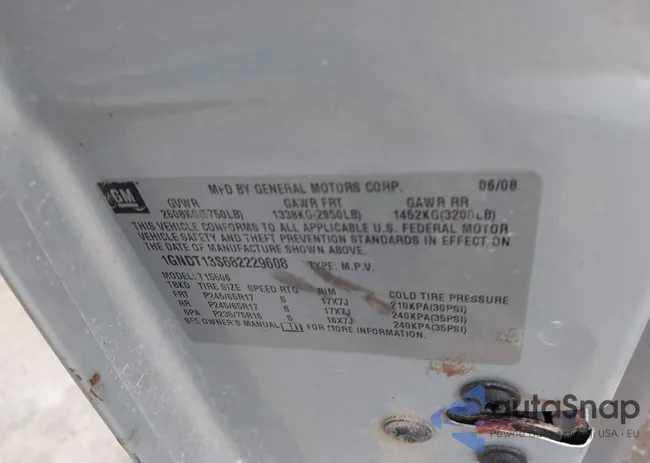 GM
MFD BY GENERAL MOTORS CORP. 06/08
GVWR GAWR FRT GAWR RR
2608KG(5750LB) 1338KG(2950LB) 1452KG(3200LB)
THIS VEHICLE CONFORMS TO ALL APPLICABLE U.S. FEDERAL MOTOR
VEHICLE SAFETY AND THEFT PREVENTION STANDARDS IN EFFECT ON
THE DATE OF MANUFACTURE SHOWN ABOVE.
1GNDT13S682229608 TYPE: M.P.V.
MODEL: T15506
TBKD TIRE SIZE SPEED RTG RIM COLD TIRE PRESSURE
FRT P245/65R17 S 17X7J 210KPA(30PSI)
RR P245/65R17 S 17X7J 240KPA(35PSI)
SPA P235/75R16 S 16X7J 240KPA(35PSI)
SEE OWNER'S MANUAL FOR MORE INFORMATION.
autoSnap
Powered Auto USA EU